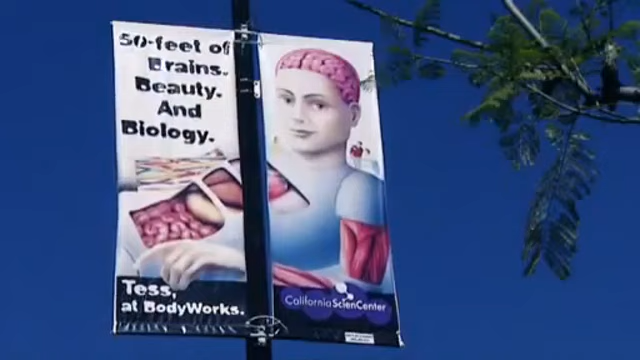 50-feet of
Brains.
Beauty.
And
Biology.
Tess,
at BodyWorks.
California ScienCenter